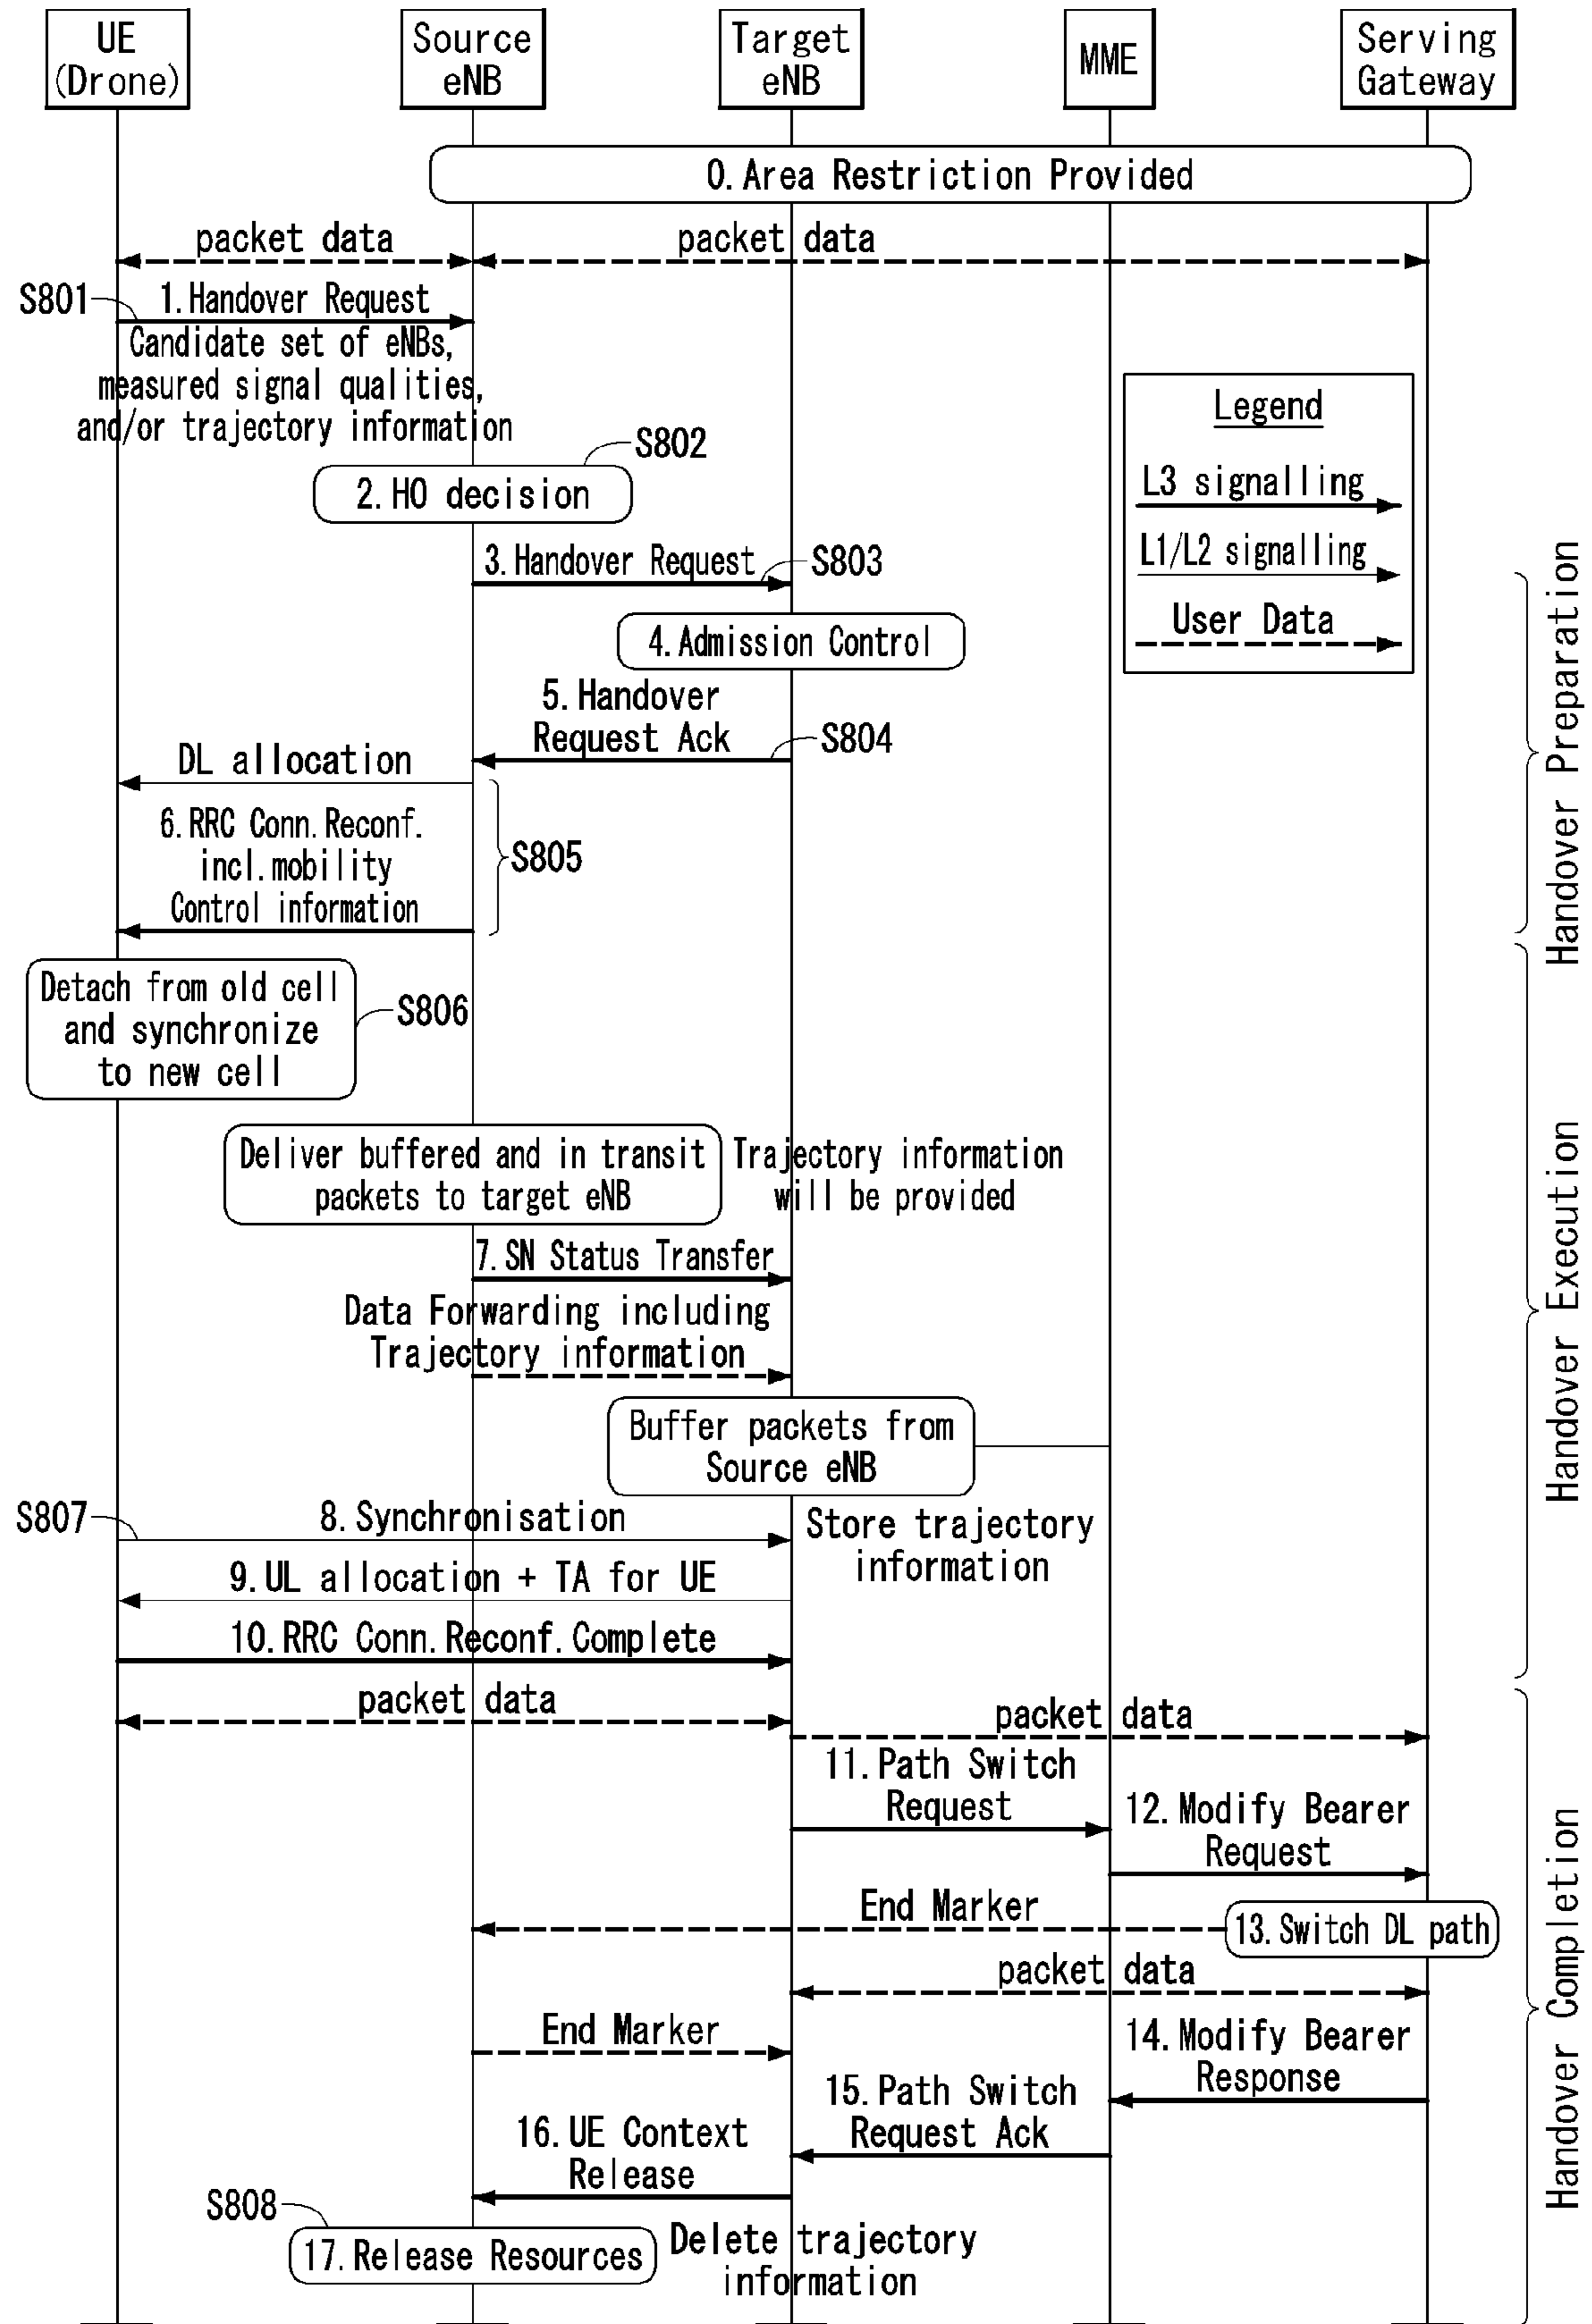 UE
(Drone)
Source
eNB
Target
eNB
MME
Serving
Gateway
0. Area Restriction Provided
packet data
packet data
S801
1. Handover Request
Candidate set of eNBs,
measured signal qualities,
and/or trajectory information
S802
2. HO decision
Legend
L3 signalling
L1/L2 signalling
User Data
3. Handover Request
S803
4. Admission Control
5. Handover
Request Ack
S804
DL allocation
6. RRC Conn. Reconf.
incl. mobility
Control information
S805
Handover Preparation
Detach from old cell
and synchronize
to new cell
S806
Deliver buffered and in transit
packets to target eNB
Trajectory information
will be provided
7. SN Status Transfer
Data Forwarding including
Trajectory information
Buffer packets from
Source eNB
S807
8. Synchronisation
Store trajectory
information
9. UL allocation + TA for UE
10. RRC Conn. Reconf. Complete
Handover Execution
packet data
packet data
11. Path Switch
Request
12. Modify Bearer
Request
End Marker
13. Switch DL path
packet data
End Marker
14. Modify Bearer
Response
15. Path Switch
Request Ack
16. UE Context
Release
S808
17. Release Resources
Delete trajectory
information
Handover Completion